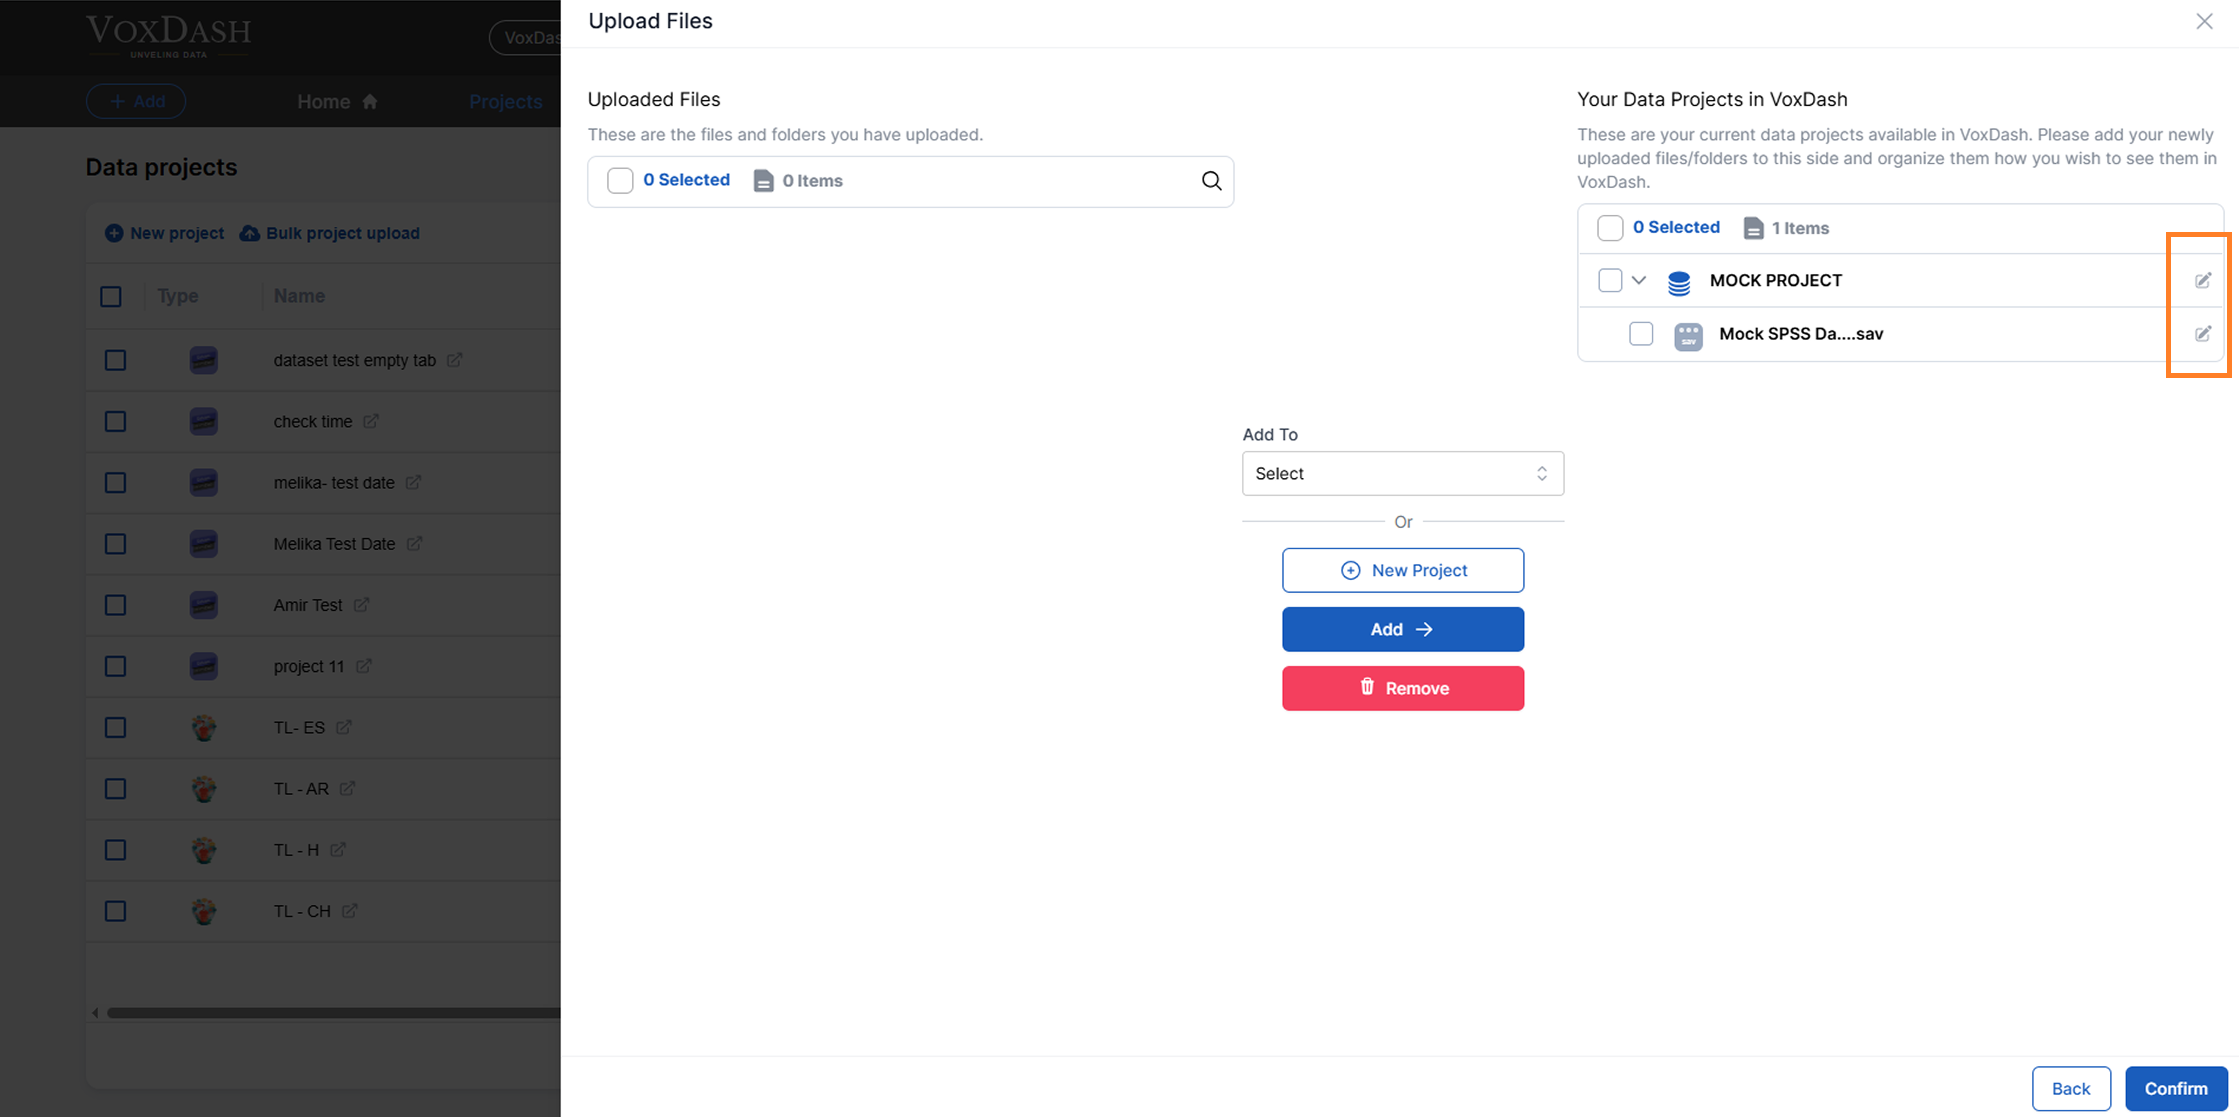 VOXDASH
UNVELING DATA
+ Add
Home
Projects
Data projects
New project
Bulk project upload
Type
Name
dataset test empty tab
check time
melika- test date
Melika Test Date
Amir Test
project 11
TL- ES
TL - AR
TL - H
TL - CH
Upload Files
Uploaded Files
These are the files and folders you have uploaded.
0 Selected
0 Items
Add To
Select
Or
New Project
Add
Remove
Your Data Projects in VoxDash
These are your current data projects available in VoxDash. Please add your newly
uploaded files/folders to this side and organize them how you wish to see them in
VoxDash.
0 Selected
1 Items
MOCK PROJECT
sav
Mock SPSS Da....sav
Back
Confirm